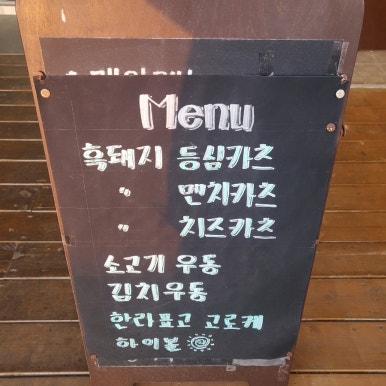 Menu
흑돼지 등심카츠
〃 멘치카츠
〃 치즈카츠
소고기 우동
김치우동
한라표고 고로케
하이볼